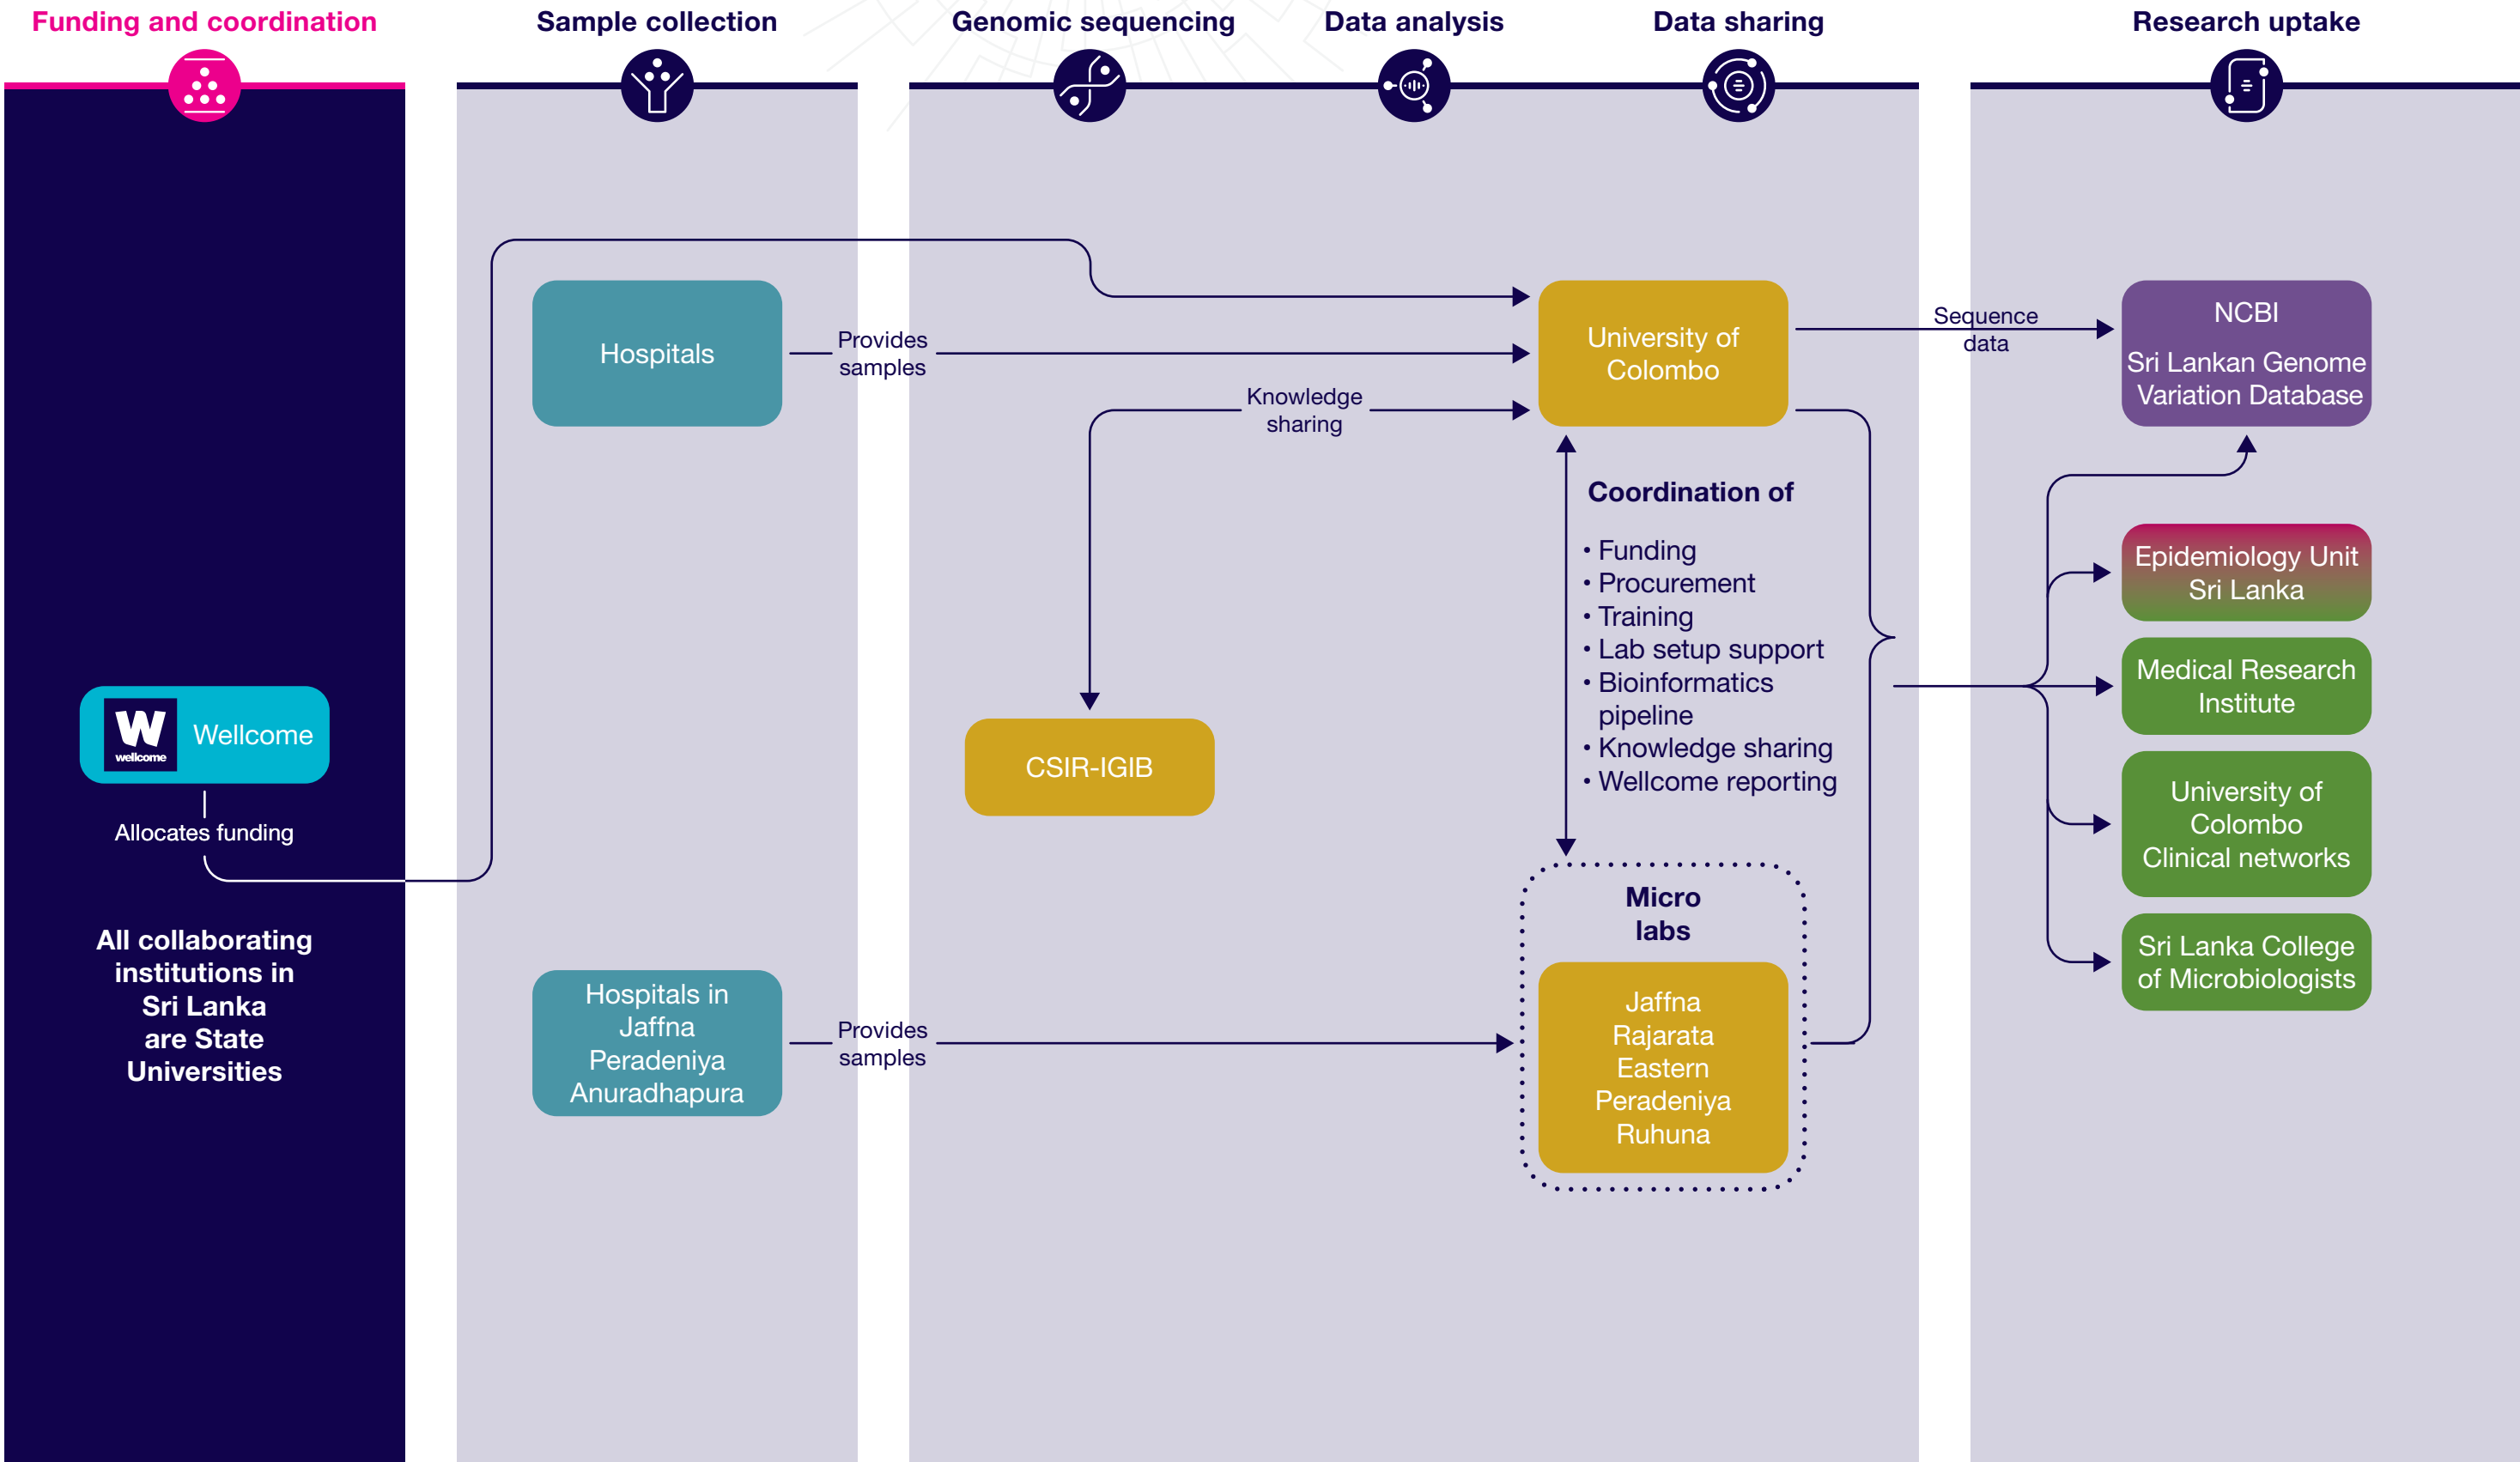 Funding and coordination
Sample collection
Genomic sequencing
Data analysis
Data sharing
Research uptake
W
wellcome
Wellcome
Allocates funding
All collaborating
institutions in
Sri Lanka
are State
Universities
Hospitals
Provides
samples
Hospitals in
Jaffna
Peradeniya
Anuradhapura
Provides
samples
Knowledge
sharing
CSIR-IGIB
University of
Colombo
Coordination of
• Funding
• Procurement
• Training
• Lab setup support
• Bioinformatics
pipeline
• Knowledge sharing
• Wellcome reporting
Micro
labs
Jaffna
Rajarata
Eastern
Peradeniya
Ruhuna
Sequence
data
NCBI
Sri Lankan Genome
Variation Database
Epidemiology Unit
Sri Lanka
Medical Research
Institute
University of
Colombo
Clinical networks
Sri Lanka College
of Microbiologists